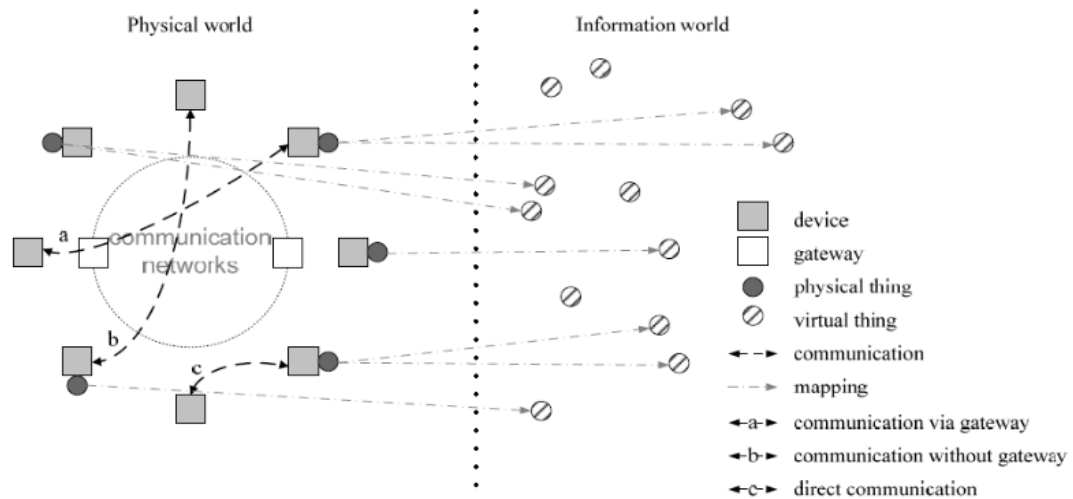 Physical world
Information world
a
communication
networks
b
c
device
gateway
physical thing
virtual thing
communication
mapping
a communication via gateway
b communication without gateway
c direct communication